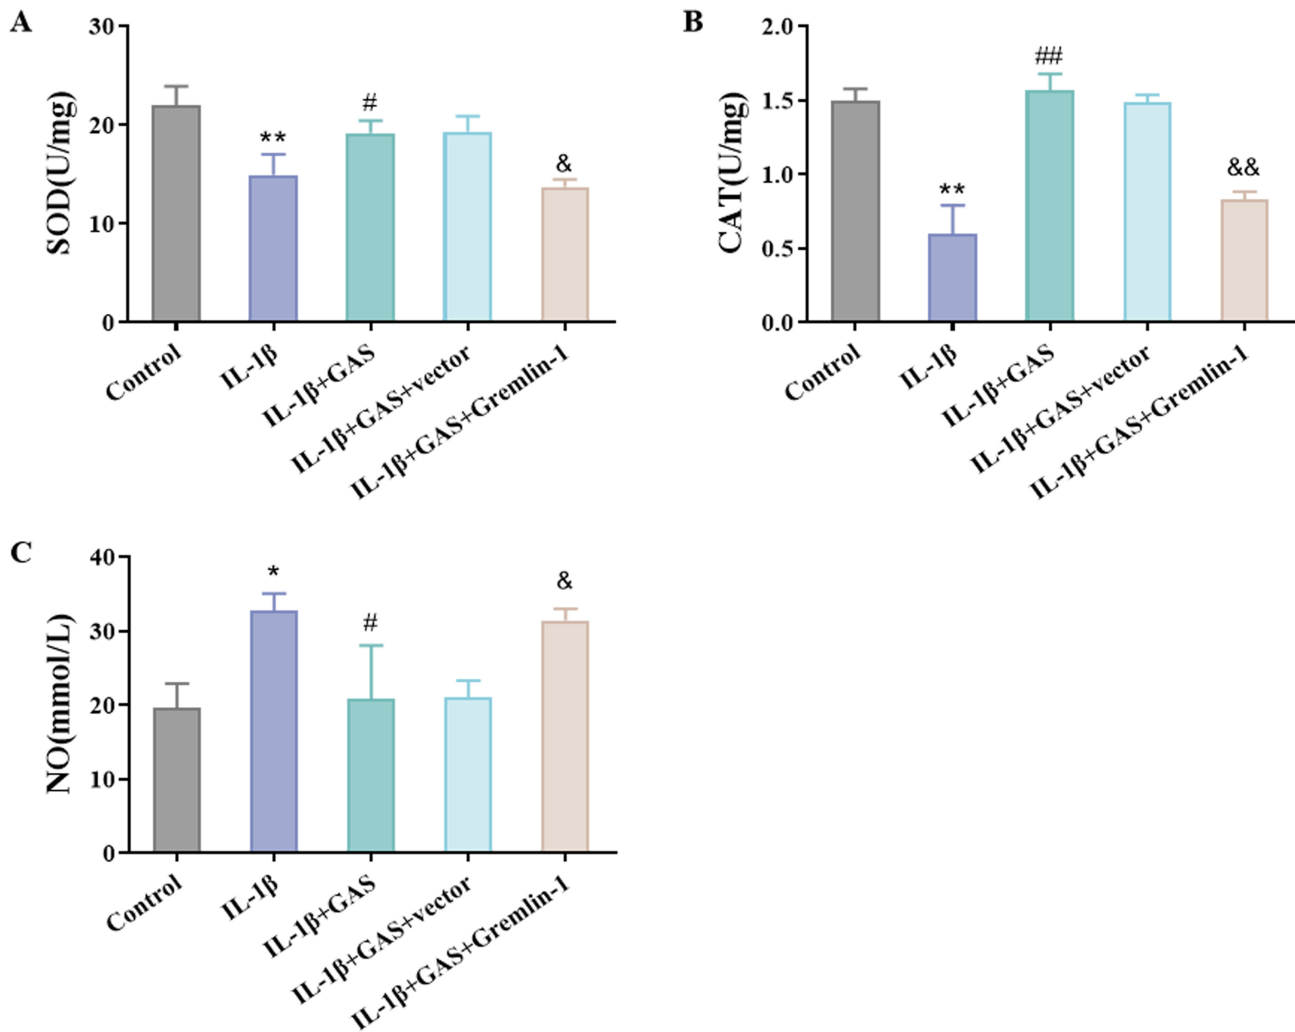 A
SOD(U/mg)
30
20
10
0
**
#
&
Control
IL-1β
IL-1β+GAS
IL-1β+GAS+vector
IL-1β+GAS+Gremlin-1
B
CAT(U/mg)
2.0
1.5
1.0
0.5
0.0
**
##
&&
Control
IL-1β
IL-1β+GAS
IL-1β+GAS+vector
IL-1β+GAS+Gremlin-1
C
NO(mmol/L)
40
30
20
10
0
*
#
&
Control
IL-1β
IL-1β+GAS
IL-1β+GAS+vector
IL-1β+GAS+Gremlin-1